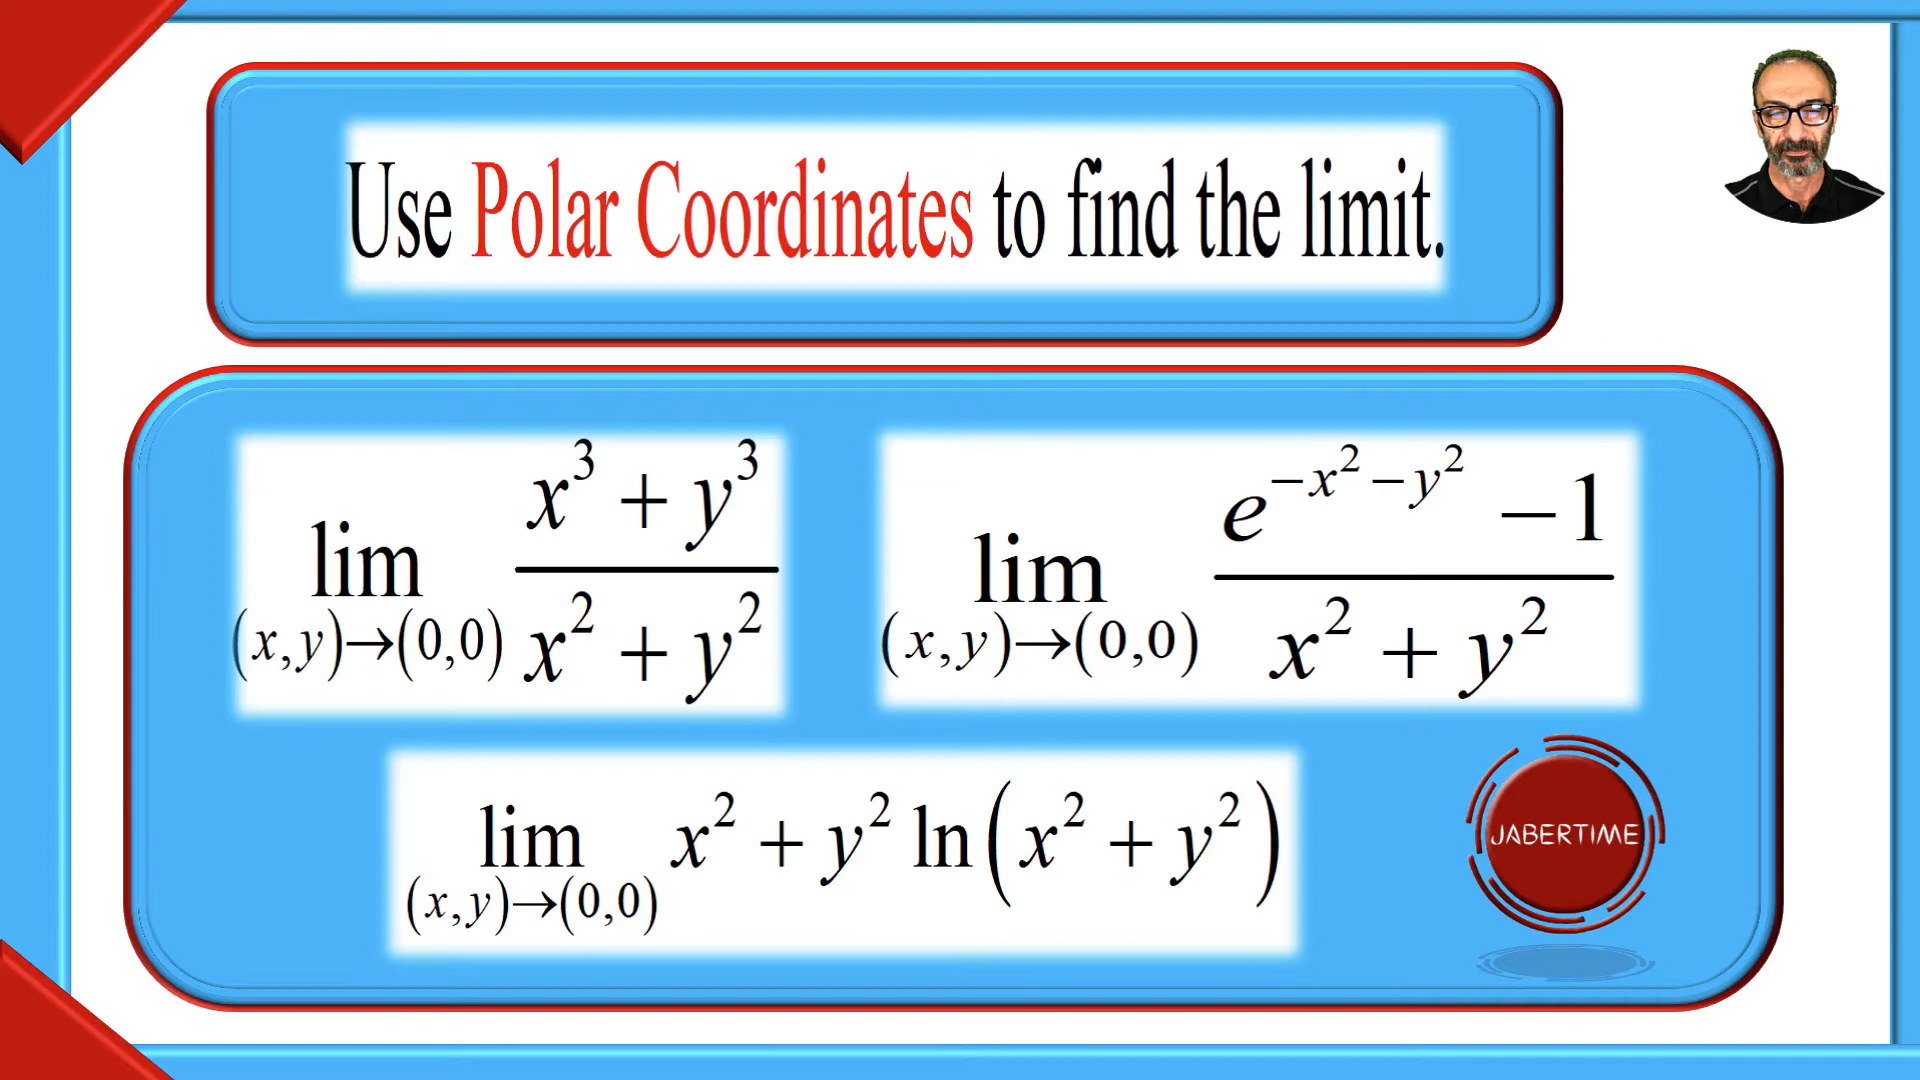 Use Polar Coordinates to find the limit.
lim (x,y)→(0,0) (x³ + y³)/(x² + y²)
lim (x,y)→(0,0) (e^(−x²−y²) − 1)/(x² + y²)
lim (x,y)→(0,0) x² + y² ln(x² + y²)
JABERTIME